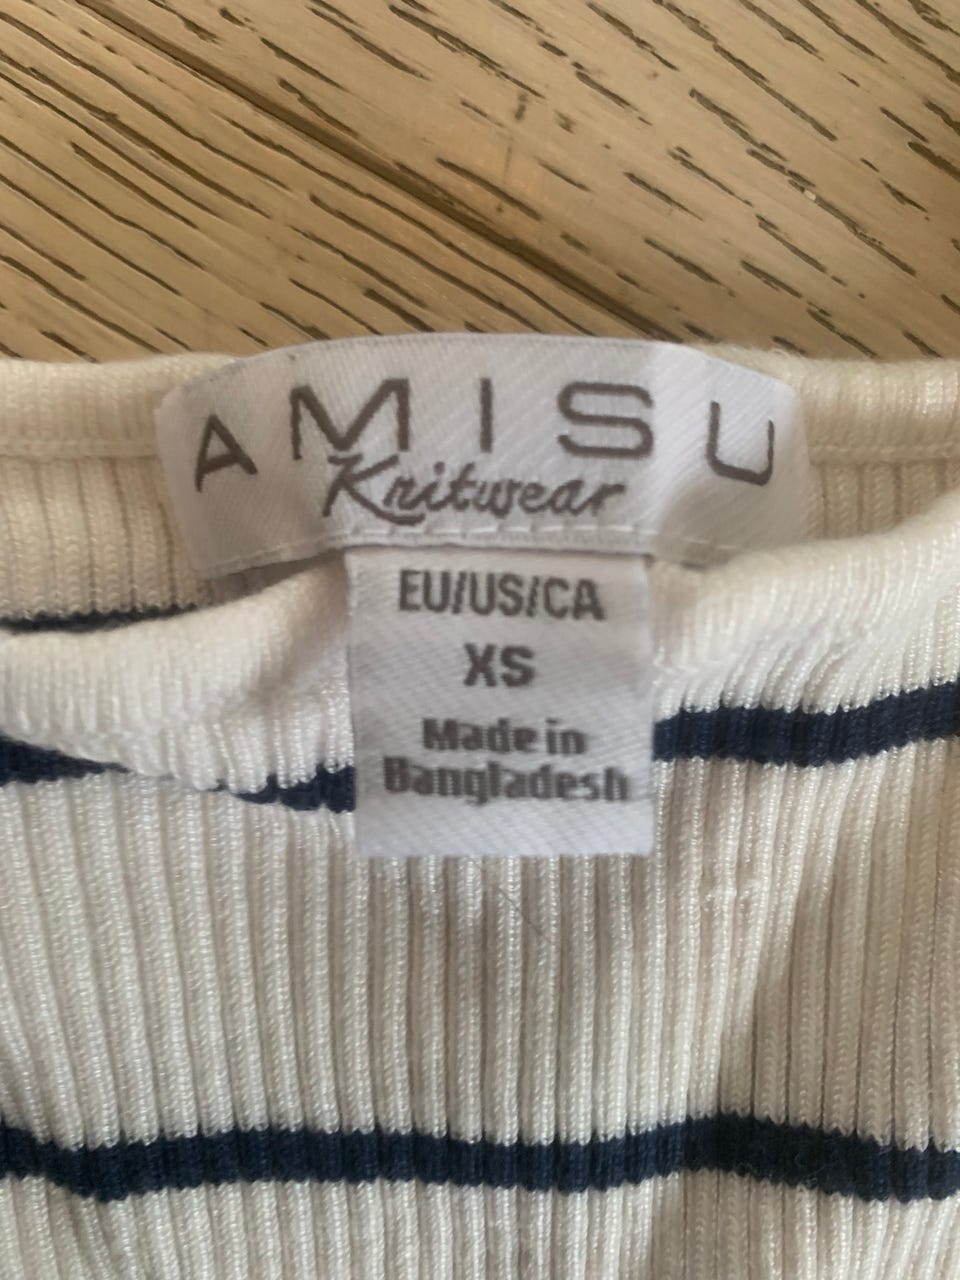 AMISU
Knitwear
EU/US/CA
XS
Made in
Bangladesh